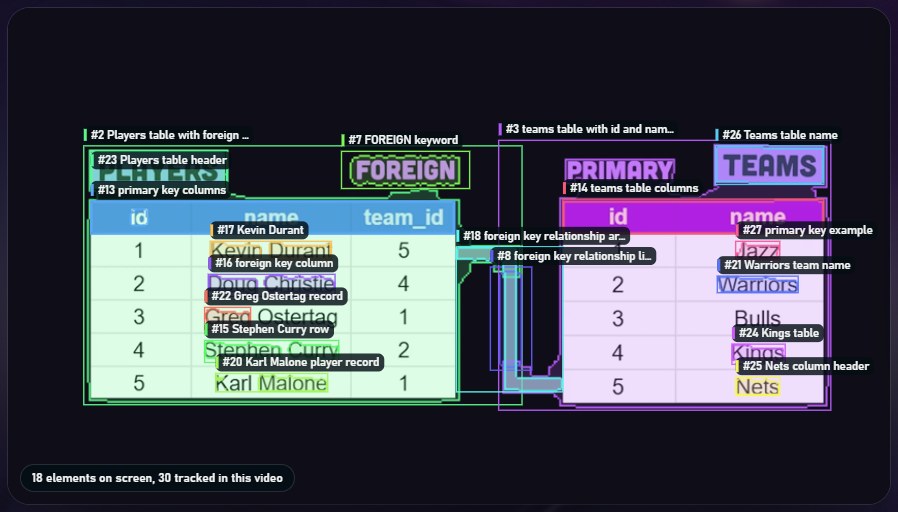 #2 Players table with foreign ...
#7 FOREIGN keyword
#3 teams table with id and nam...
#26 Teams table name
#23 Players table header
PLAYERS
FOREIGN
PRIMARY
TEAMS
#13 primary key columns
#14 teams table columns
id name team_id
id name
#17 Kevin Durant
#27 primary key example
1 Kevin Durant 5
#18 foreign key relationship ar...
Jazz
#16 foreign key column
#8 foreign key relationship li...
#21 Warriors team name
2 Doug Christie 4
2 Warriors
#22 Greg Ostertag record
3 Greg Ostertag 1
3 Bulls
#15 Stephen Curry row
#24 Kings table
4 Stephen Curry 2
4 Kings
#20 Karl Malone player record
#25 Nets column header
5 Karl Malone 1
5 Nets
18 elements on screen, 30 tracked in this video